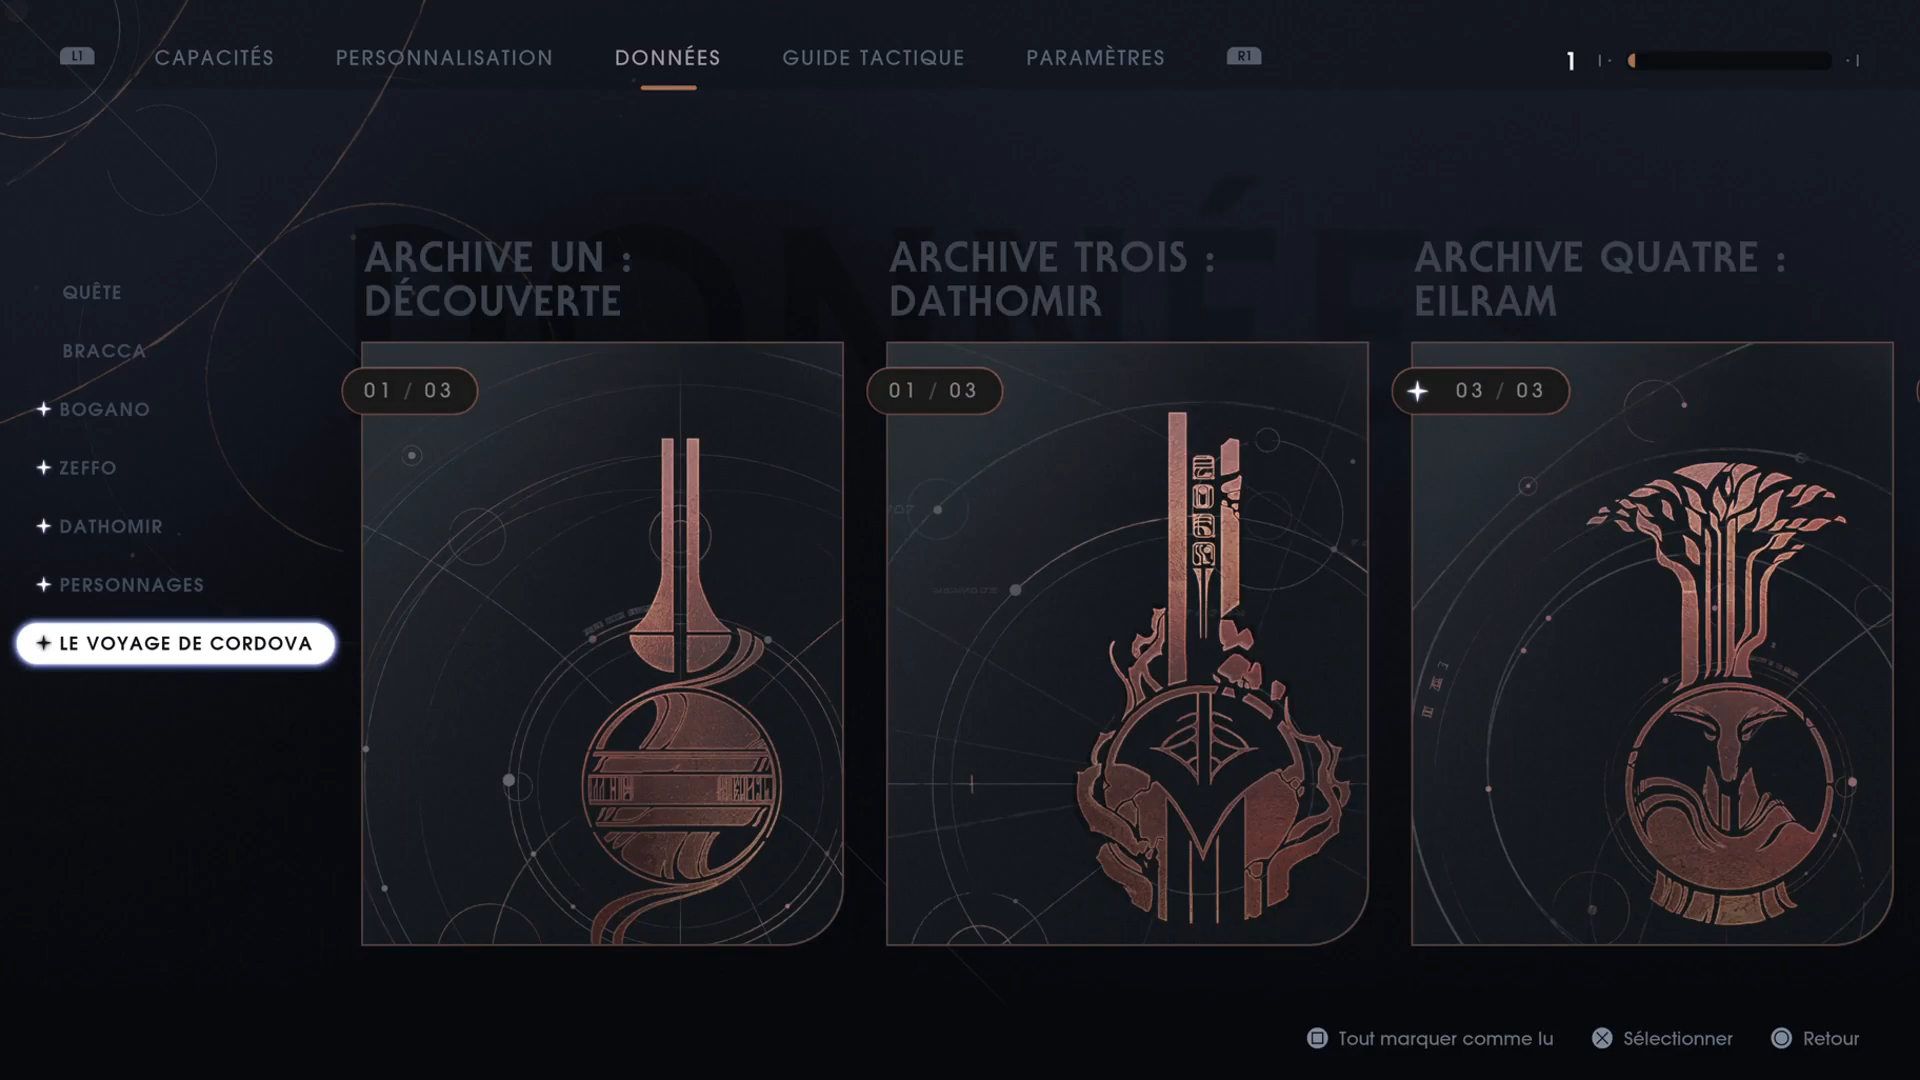 L1 CAPACITÉS PERSONNALISATION DONNÉES GUIDE TACTIQUE PARAMÈTRES R1 1
QUÊTE
BRACCA
BOGANO
ZEFFO
DATHOMIR
PERSONNAGES
LE VOYAGE DE CORDOVA
ARCHIVE UN :
DÉCOUVERTE
01 / 03
ARCHIVE TROIS :
DATHOMIR
01 / 03
ARCHIVE QUATRE :
EILRAM
03 / 03
DONNÉE
Tout marquer comme lu Sélectionner Retour